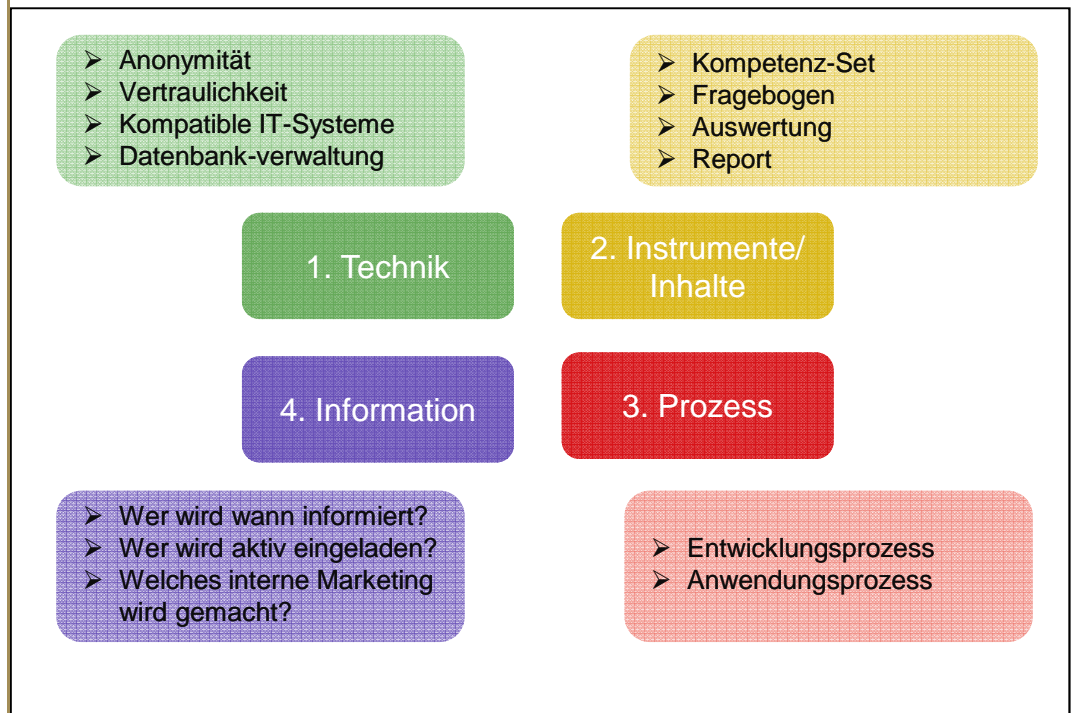 ➢ Anonymität
➢ Vertraulichkeit
➢ Kompatible IT-Systeme
➢ Datenbank-verwaltung
➢ Kompetenz-Set
➢ Fragebogen
➢ Auswertung
➢ Report
1. Technik
2. Instrumente/
Inhalte
4. Information
3. Prozess
➢ Wer wird wann informiert?
➢ Wer wird aktiv eingeladen?
➢ Welches interne Marketing
wird gemacht?
➢ Entwicklungsprozess
➢ Anwendungsprozess